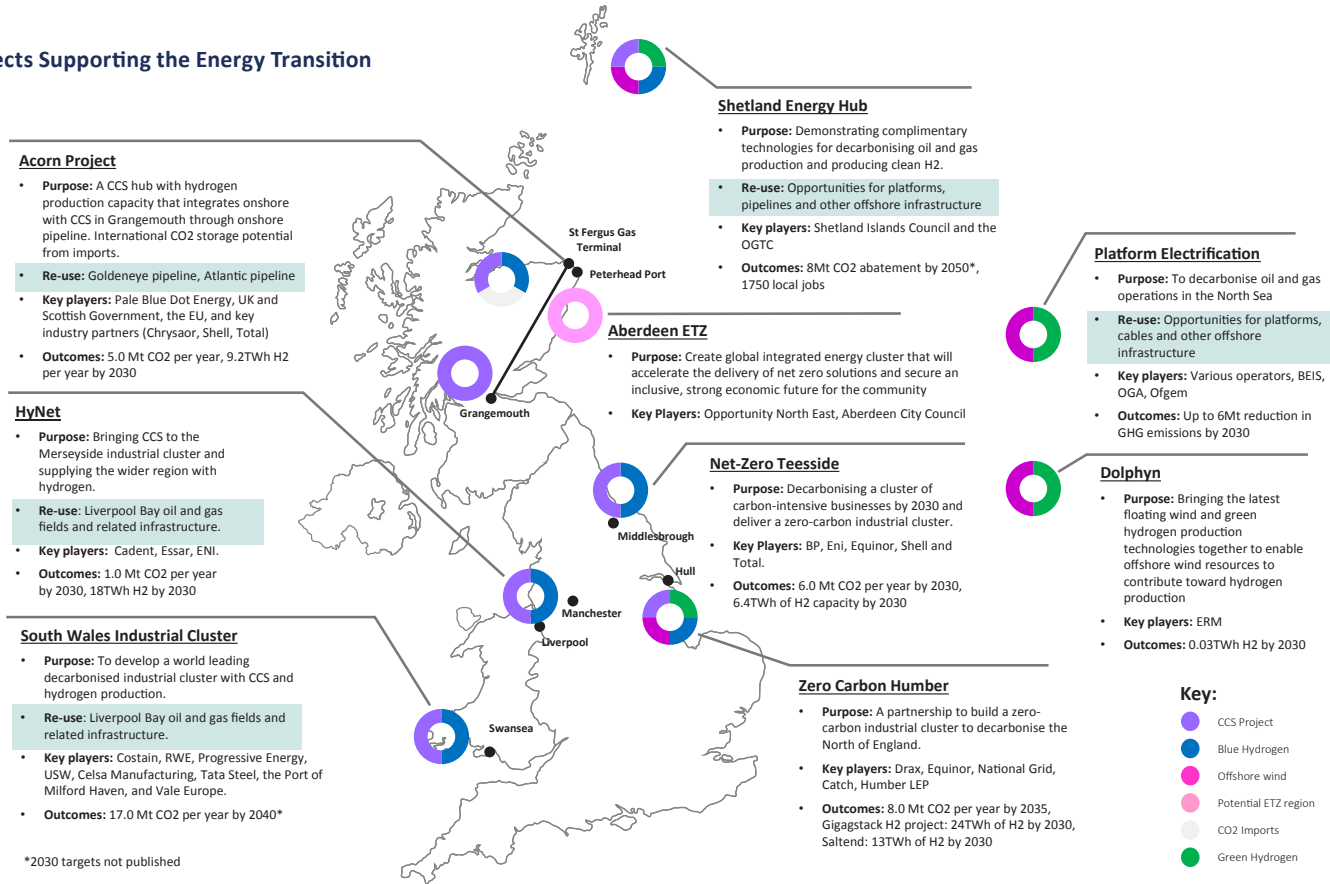 ects Supporting the Energy Transition
Acorn Project
• Purpose: A CCS hub with hydrogen
production capacity that integrates onshore
with CCS in Grangemouth through onshore
pipeline. International CO2 storage potential
from imports.
• Re-use: Goldeneye pipeline, Atlantic pipeline
• Key players: Pale Blue Dot Energy, UK and
Scottish Government, the EU, and key
industry partners (Chrysaor, Shell, Total)
• Outcomes: 5.0 Mt CO2 per year, 9.2TWh H2
per year by 2030
HyNet
• Purpose: Bringing CCS to the
Merseyside industrial cluster and
supplying the wider region with
hydrogen.
• Re-use: Liverpool Bay oil and gas
fields and related infrastructure.
• Key players: Cadent, Essar, ENI.
• Outcomes: 1.0 Mt CO2 per year
by 2030, 18TWh H2 by 2030
South Wales Industrial Cluster
• Purpose: To develop a world leading
decarbonised industrial cluster with CCS and
hydrogen production.
• Re-use: Liverpool Bay oil and gas fields and
related infrastructure.
• Key players: Costain, RWE, Progressive Energy,
USW, Celsa Manufacturing, Tata Steel, the Port of
Milford Haven, and Vale Europe.
• Outcomes: 17.0 Mt CO2 per year by 2040*
*2030 targets not published
St Fergus Gas
Terminal
Peterhead Port
Grangemouth
Middlesbrough
Hull
Manchester
Liverpool
Swansea
Shetland Energy Hub
• Purpose: Demonstrating complimentary
technologies for decarbonising oil and gas
production and producing clean H2.
• Re-use: Opportunities for platforms,
pipelines and other offshore infrastructure
• Key players: Shetland Islands Council and the
OGTC
• Outcomes: 8Mt CO2 abatement by 2050*,
1750 local jobs
Aberdeen ETZ
• Purpose: Create global integrated energy cluster that will
accelerate the delivery of net zero solutions and secure an
inclusive, strong economic future for the community
• Key Players: Opportunity North East, Aberdeen City Council
Net-Zero Teesside
• Purpose: Decarbonising a cluster of
carbon-intensive businesses by 2030 and
deliver a zero-carbon industrial cluster.
• Key Players: BP, Eni, Equinor, Shell and
Total.
• Outcomes: 6.0 Mt CO2 per year by 2030,
6.4TWh of H2 capacity by 2030
Zero Carbon Humber
• Purpose: A partnership to build a zero-
carbon industrial cluster to decarbonise the
North of England.
• Key players: Drax, Equinor, National Grid,
Catch, Humber LEP
• Outcomes: 8.0 Mt CO2 per year by 2035,
Gigagstack H2 project: 24TWh of H2 by 2030,
Saltend: 13TWh of H2 by 2030
Platform Electrification
• Purpose: To decarbonise oil and gas
operations in the North Sea
• Re-use: Opportunities for platforms,
cables and other offshore
infrastructure
• Key players: Various operators, BEIS,
OGA, Ofgem
• Outcomes: Up to 6Mt reduction in
GHG emissions by 2030
Dolphyn
• Purpose: Bringing the latest
floating wind and green
hydrogen production
technologies together to enable
offshore wind resources to
contribute toward hydrogen
production
• Key players: ERM
• Outcomes: 0.03TWh H2 by 2030
Key:
CCS Project
Blue Hydrogen
Offshore wind
Potential ETZ region
CO2 Imports
Green Hydrogen